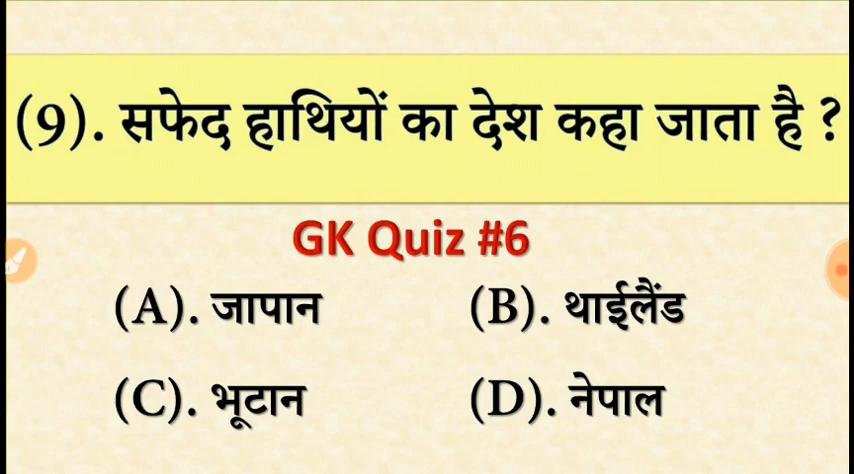 (9). सफेद हाथियों का देश कहा जाता है ?
GK Quiz #6
(A). जापान (B). थाईलैंड
(C). भूटान (D). नेपाल